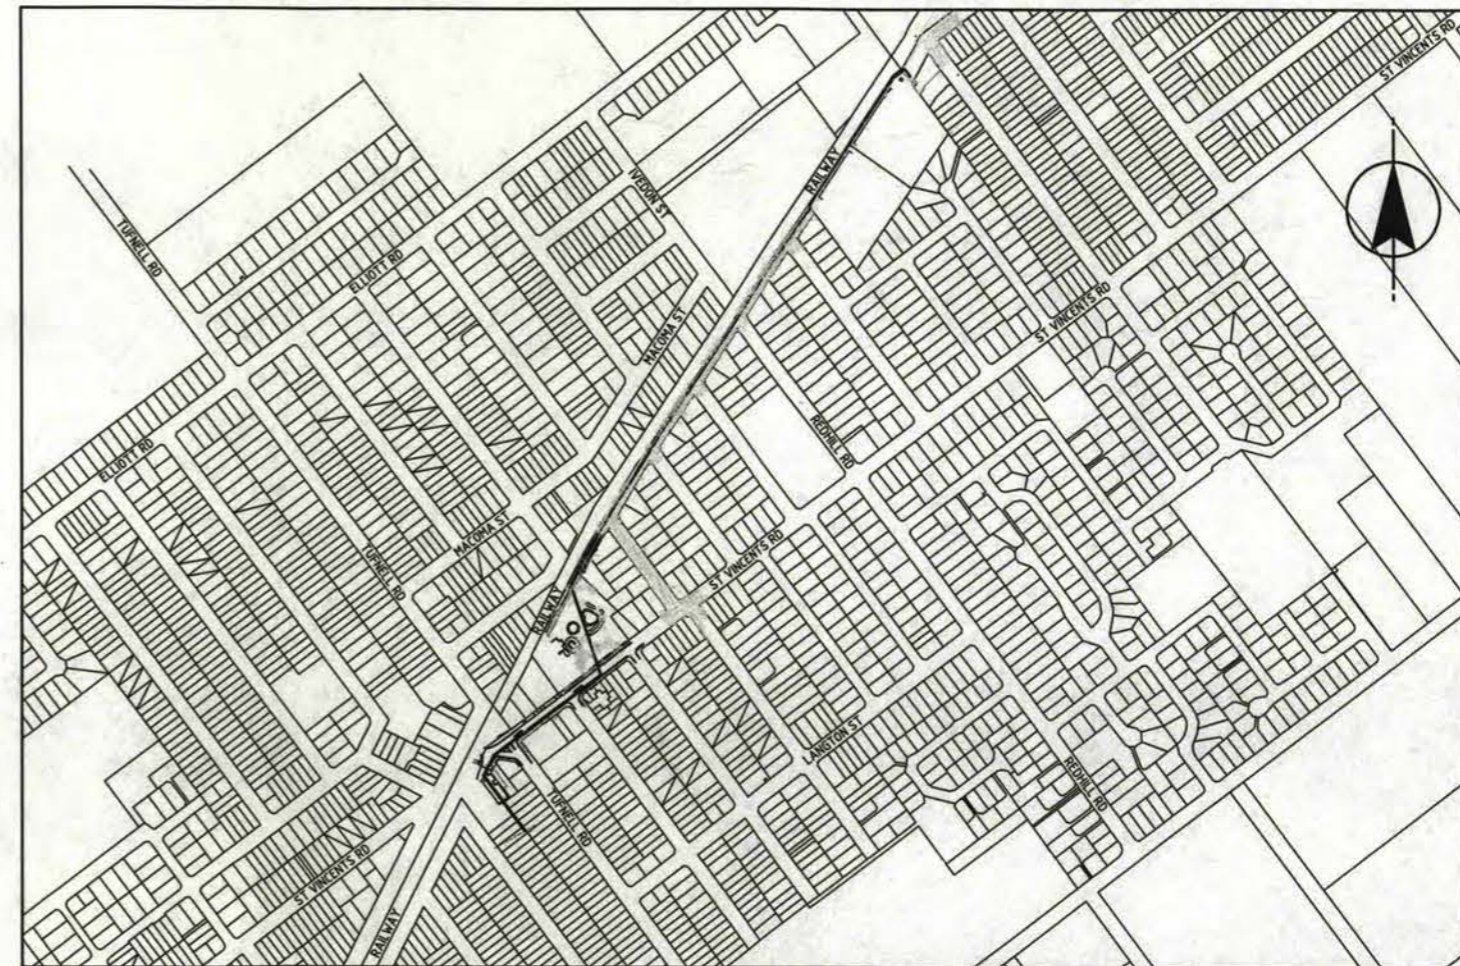 ST VINCENTS RD
IVEDON ST
RAILWAY
TUFNELL RD
ELLIOTT RD
ST VINCENTS RD
MACOMA ST
REDHILL RD
ELLIOTT RD
MACOMA ST
TUFNELL RD
ST VINCENTS RD
RAILWAY
LANGTON ST
REDHILL RD
TUFNELL RD
ST VINCENTS RD
RAILWAY